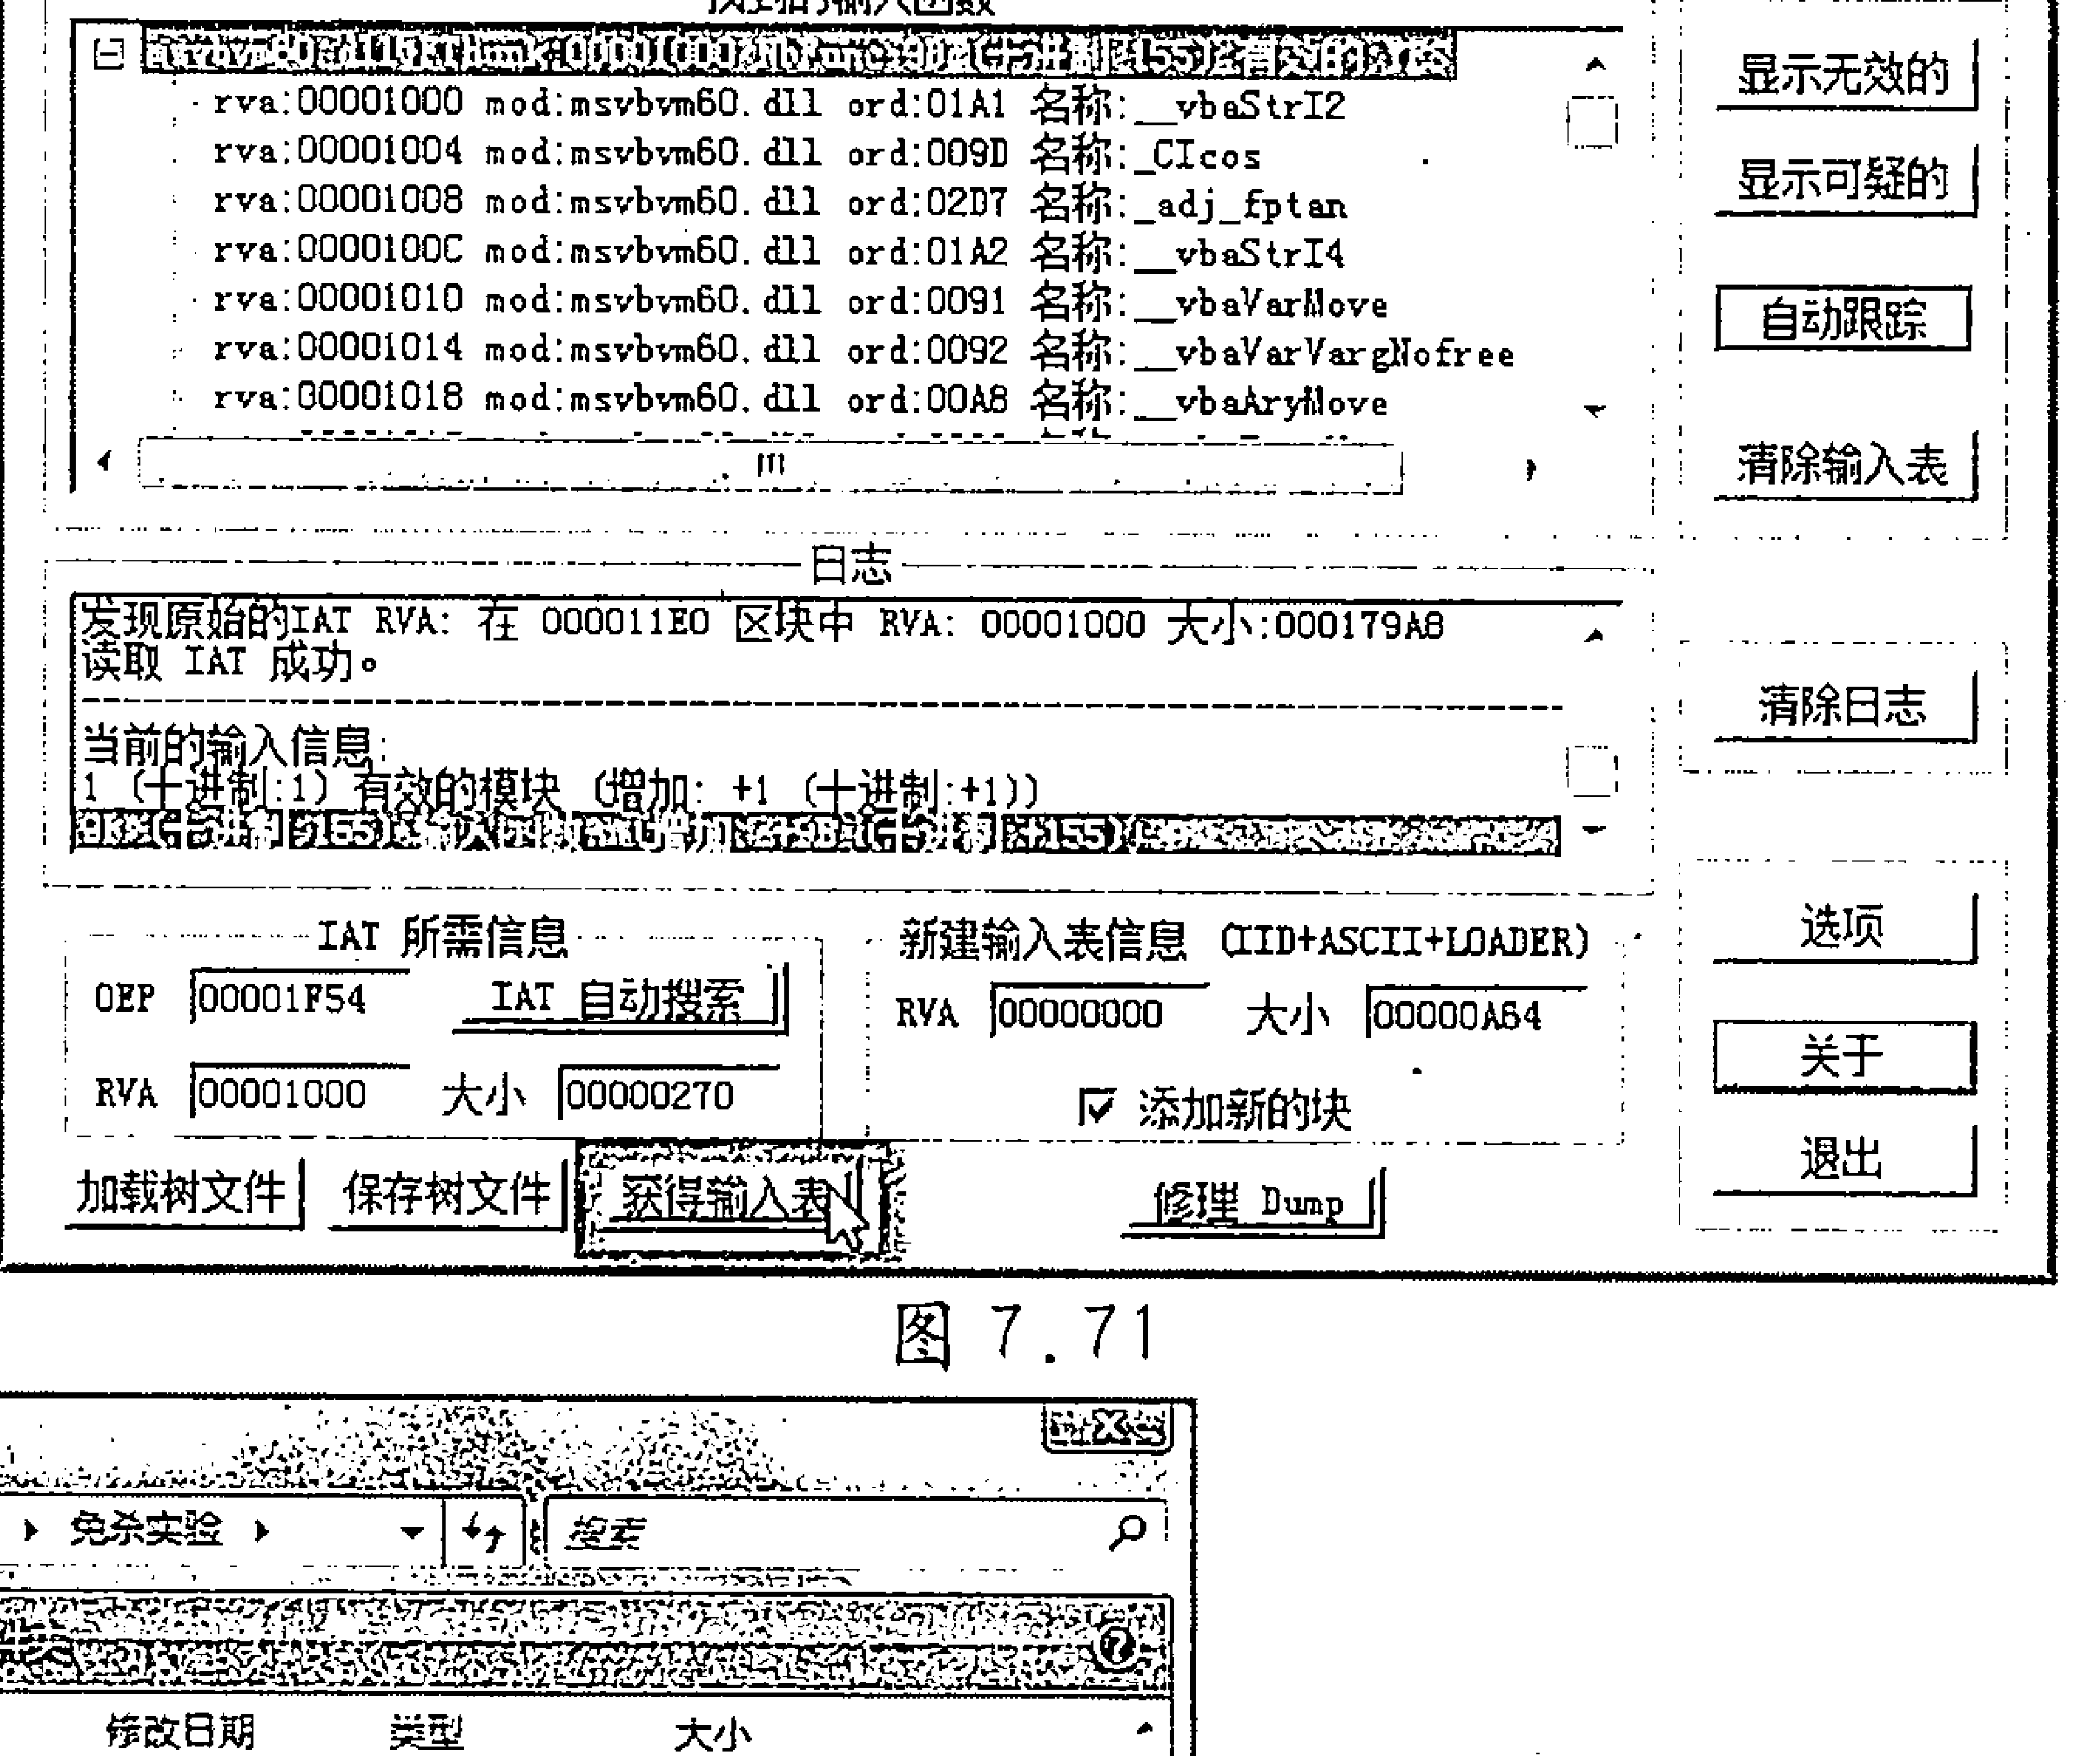 找到的输入函数
显示无效的
rva:00001000 mod:msvbvm60.dll ord:01A1 名称:__vbaStrI2
rva:00001004 mod:msvbvm60.dll ord:009D 名称:_CIcos
显示可疑的
rva:00001008 mod:msvbvm60.dll ord:02D7 名称:_adj_fptan
rva:0000100C mod:msvbvm60.dll ord:01A2 名称:__vbaStrI4
rva:00001010 mod:msvbvm60.dll ord:0091 名称:__vbaVarMove
自动跟踪
rva:00001014 mod:msvbvm60.dll ord:0092 名称:__vbaVarVargNofree
rva:00001018 mod:msvbvm60.dll ord:00A8 名称:__vbaAryMove
清除输入表
日志
发现原始的IAT RVA: 在 000011E0 区块中 RVA: 00001000 大小:000179A8
读取 IAT 成功。
清除日志
当前的输入信息:
1 (十进制:1) 有效的模块 (增加: +1 (十进制:+1))
IAT 所需信息
新建输入表信息 (IID+ASCII+LOADER)
选项
OEP 00001F54 IAT 自动搜索
RVA 00000000 大小 00000A64
关于
RVA 00001000 大小 00000270
添加新的块
退出
加载树文件 保存树文件 获得输入表 修理 Dump
图 7.71
免杀实验 搜索
修改日期 类型 大小